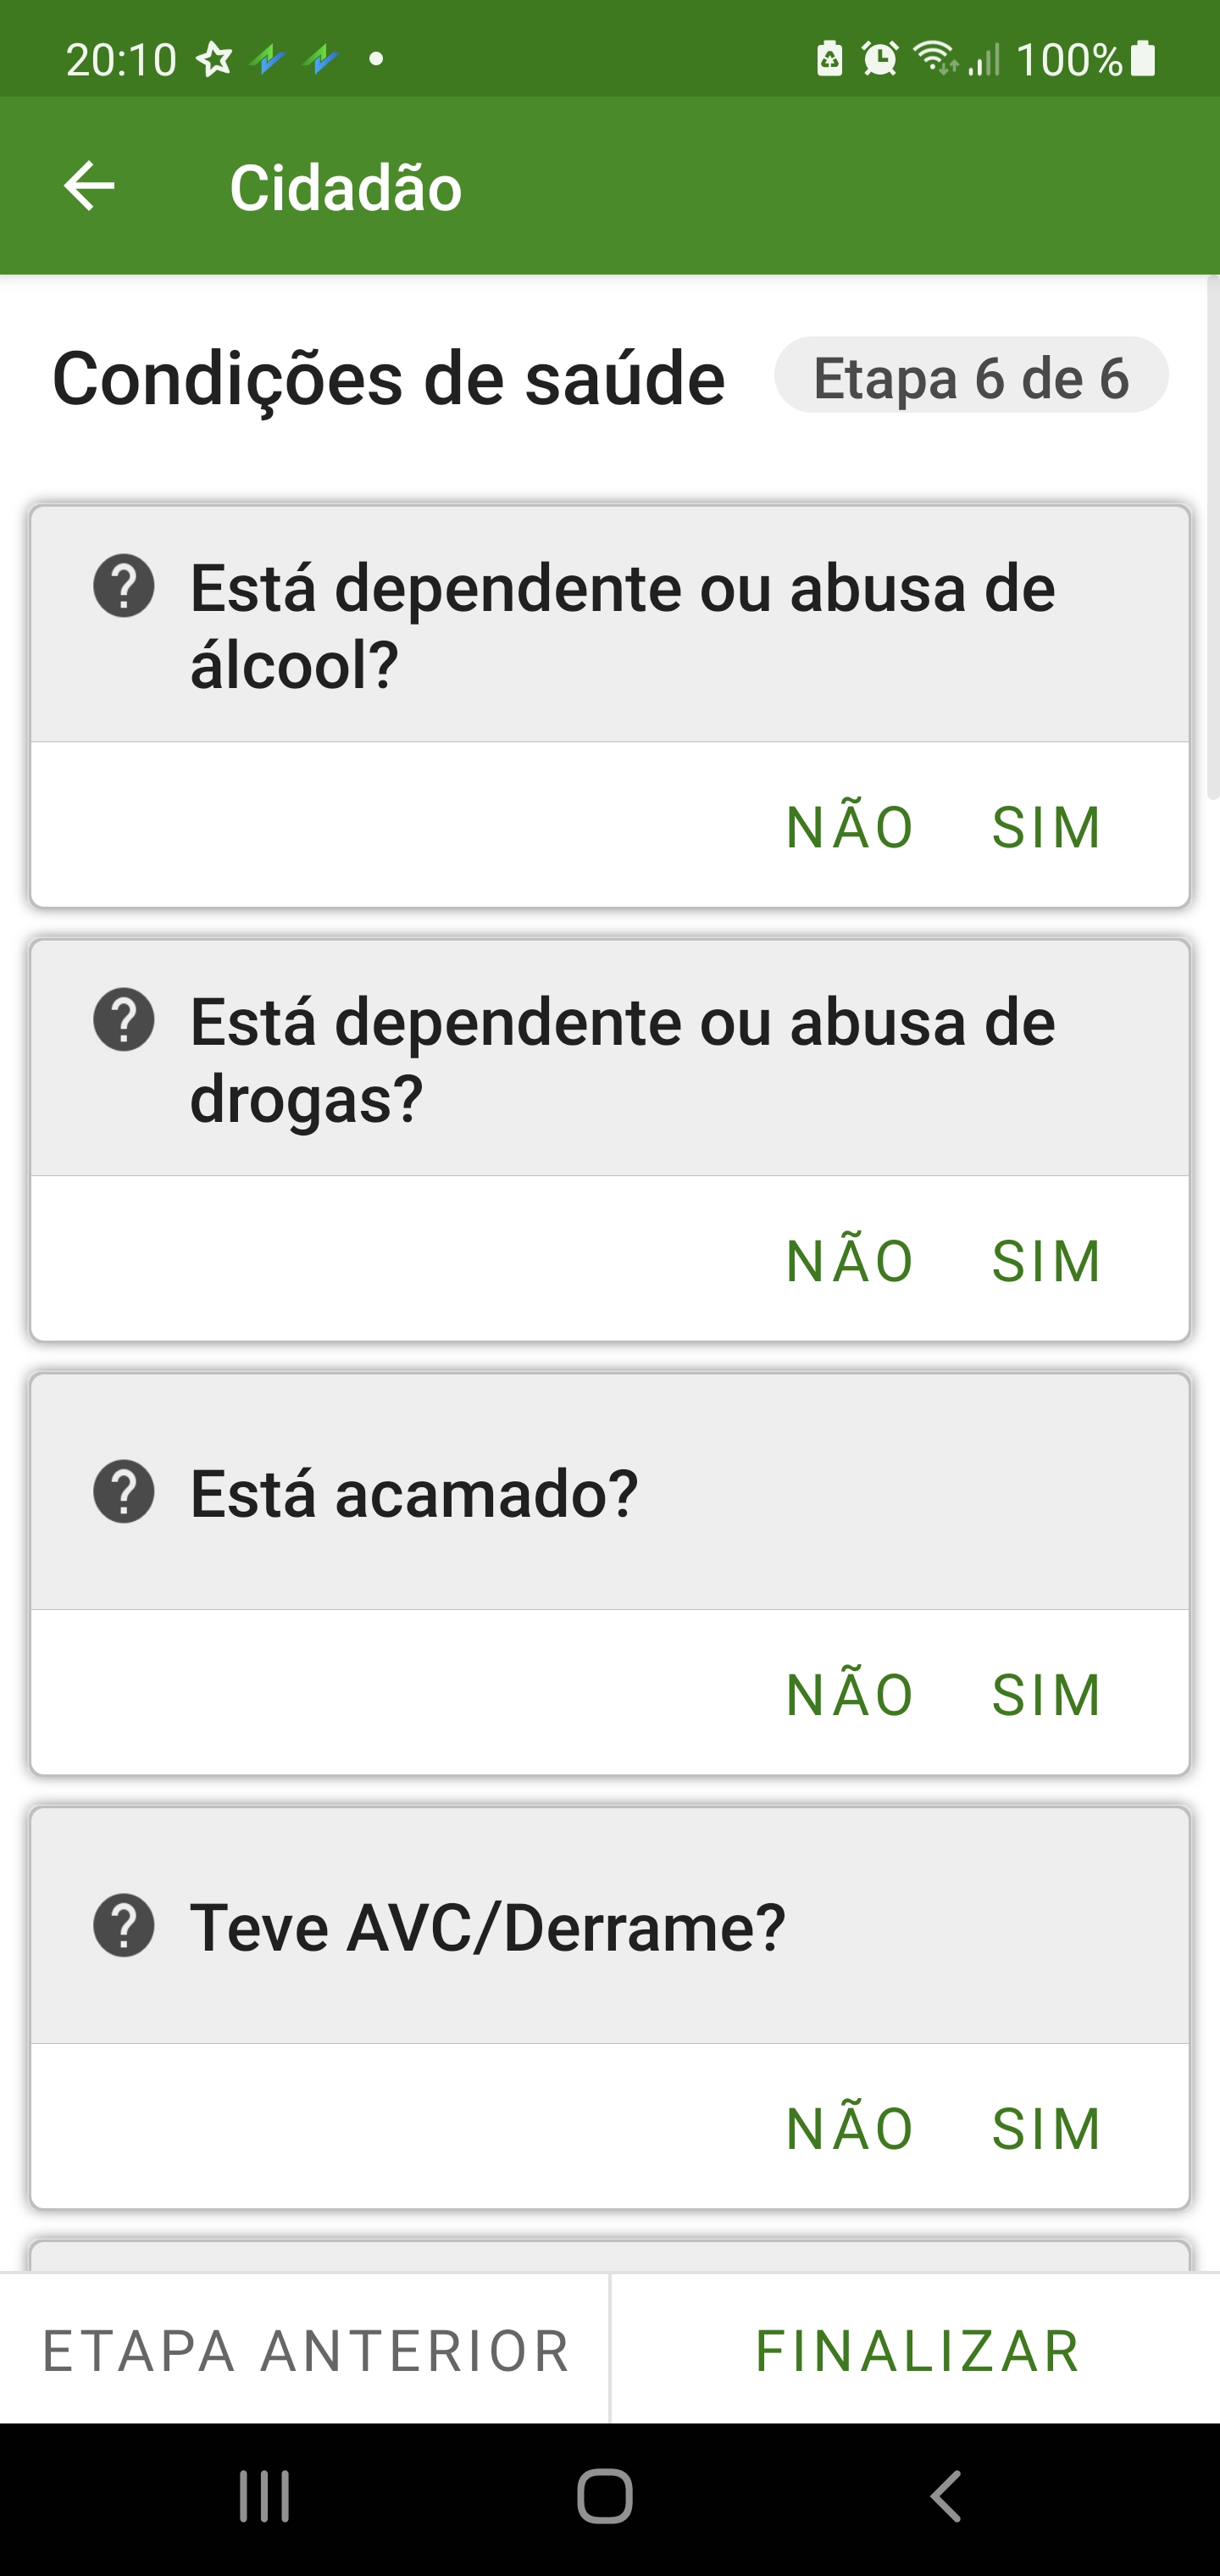 20:10
100%
Cidadão
Condições de saúde
Etapa 6 de 6
Está dependente ou abusa de
álcool?
NÃO SIM
Está dependente ou abusa de
drogas?
NÃO SIM
Está acamado?
NÃO SIM
Teve AVC/Derrame?
NÃO SIM
ETAPA ANTERIOR
FINALIZAR